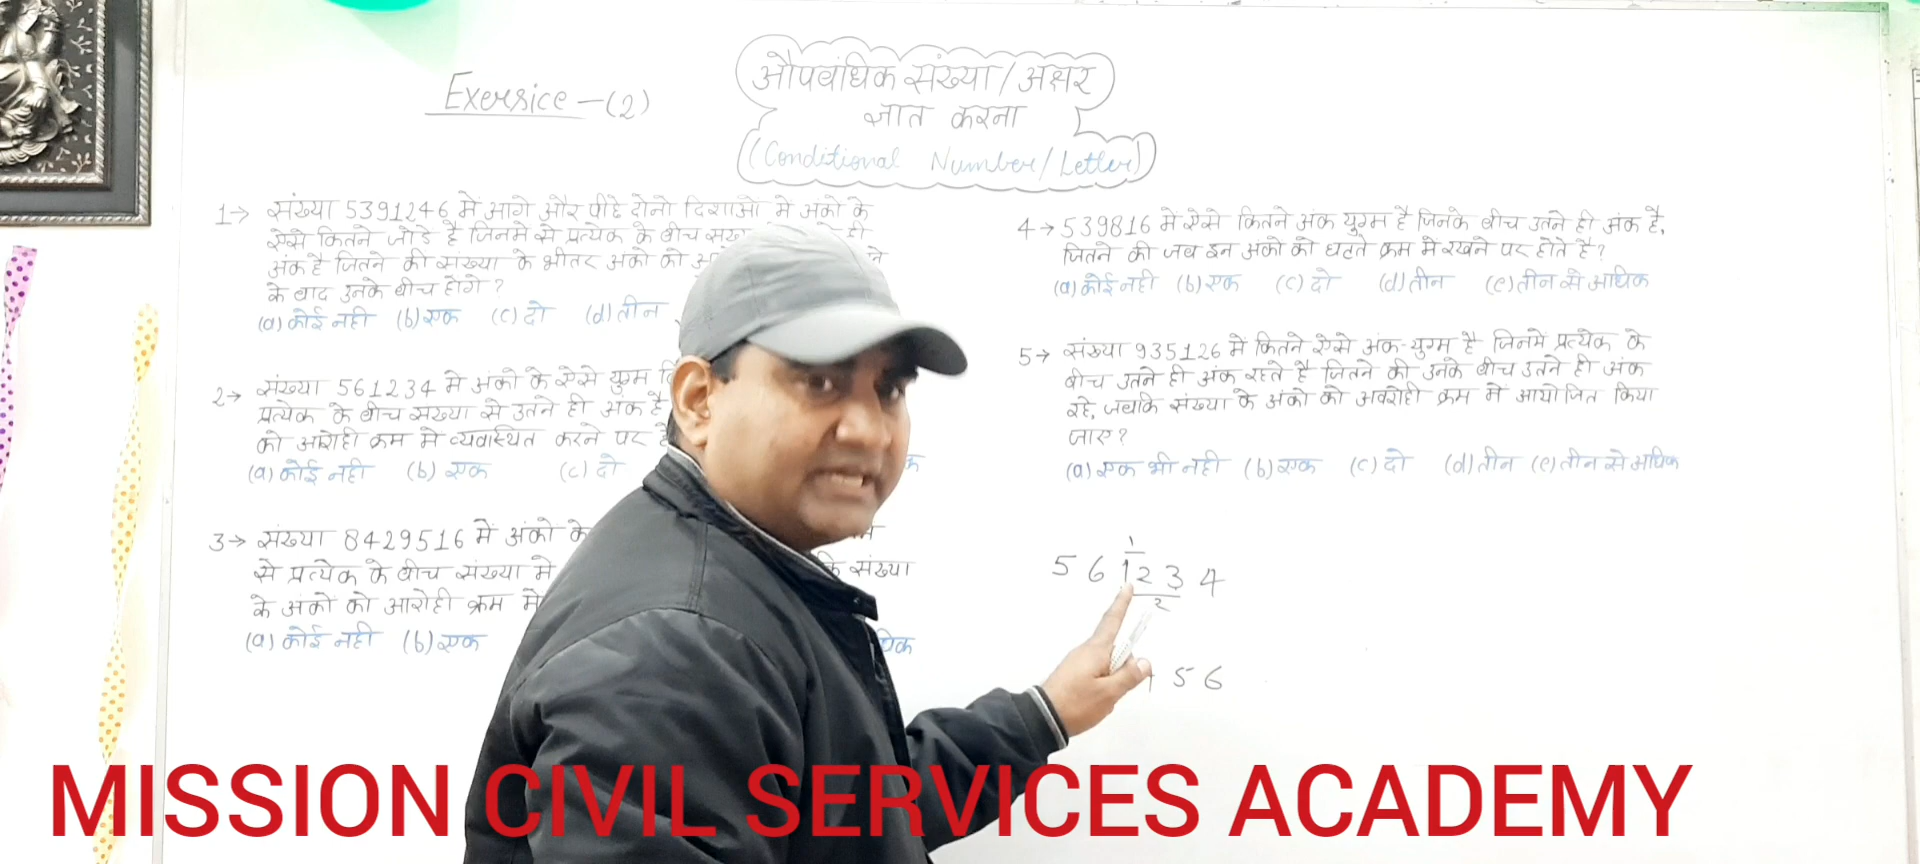 Exersice - (2)
औपबंधिक संख्या / अक्षर
ज्ञात करना
(Conditional Number / Letter)
1→ संख्या 5391246 में आगे और पीछे दोनो दिशाओं में अंको के
ऐसे कितने जोडे है जिनमें से प्रत्येक के बीच
अंक है जितने की संख्या के भीतर अंको को
के बाद उनके बीच होंगे?
(a) कोई नही (b) एक (c) दो (d) तीन
2→ संख्या 561234 में अंको के ऐसे युग्म
प्रत्येक के बीच संख्या से उतने ही अंक है
को आरोही क्रम में व्यवास्थित करने पर
(a) कोई नही (b) एक (c) दो
3→ संख्या 8429516 में अंको के
से प्रत्येक के बीच संख्या में के संख्या
के अंको को आरोही क्रम में
(a) कोई नही (b) एक
4→ 539816 में ऐसे कितने अंक युग्म है जिनके बीच उतने ही अंक है,
जितने की जब इन अंको को घटते क्रम में रखने पर होते है?
(a) कोई नही (b) एक (c) दो (d) तीन (e) तीन से अधिक
5→ संख्या 935126 में कितने ऐसे अंक-युग्म है जिनमें प्रत्येक के
बीच उतने ही अंक रहते है जितने की उनके बीच उतने ही अंक
रहे, जबकि संख्या के अंको को अवरोही क्रम में आयोजित किया
जाए?
(a) एक भी नही (b) एक (c) दो (d) तीन (e) तीन से अधिक
1
5 6 1 2 3 4
2
5 6
MISSION CIVIL SERVICES ACADEMY